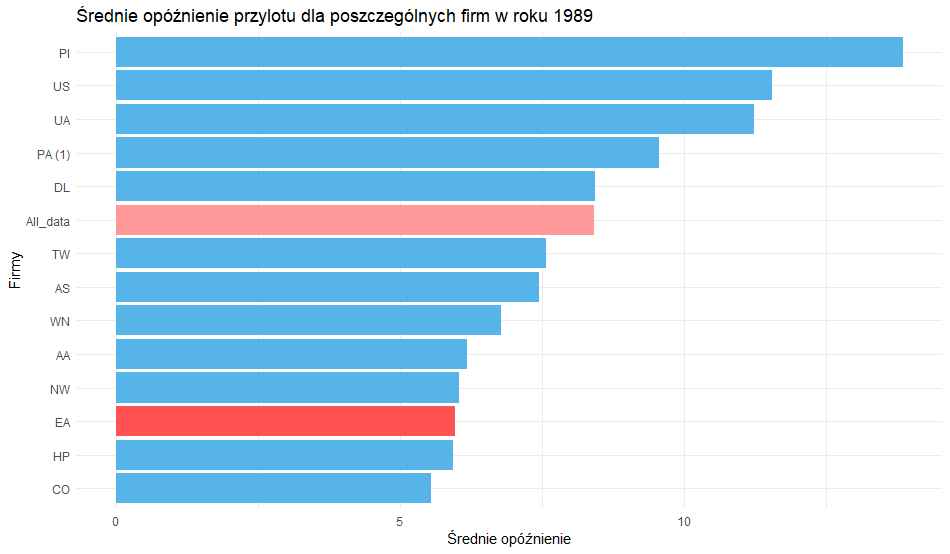 Średnie opóźnienie przylotu dla poszczególnych firm w roku 1989
PI
US
UA
PA (1)
DL
All_data
TW
AS
WN
AA
NW
EA
HP
CO
Firmy
0 5 10
Średnie opóźnienie